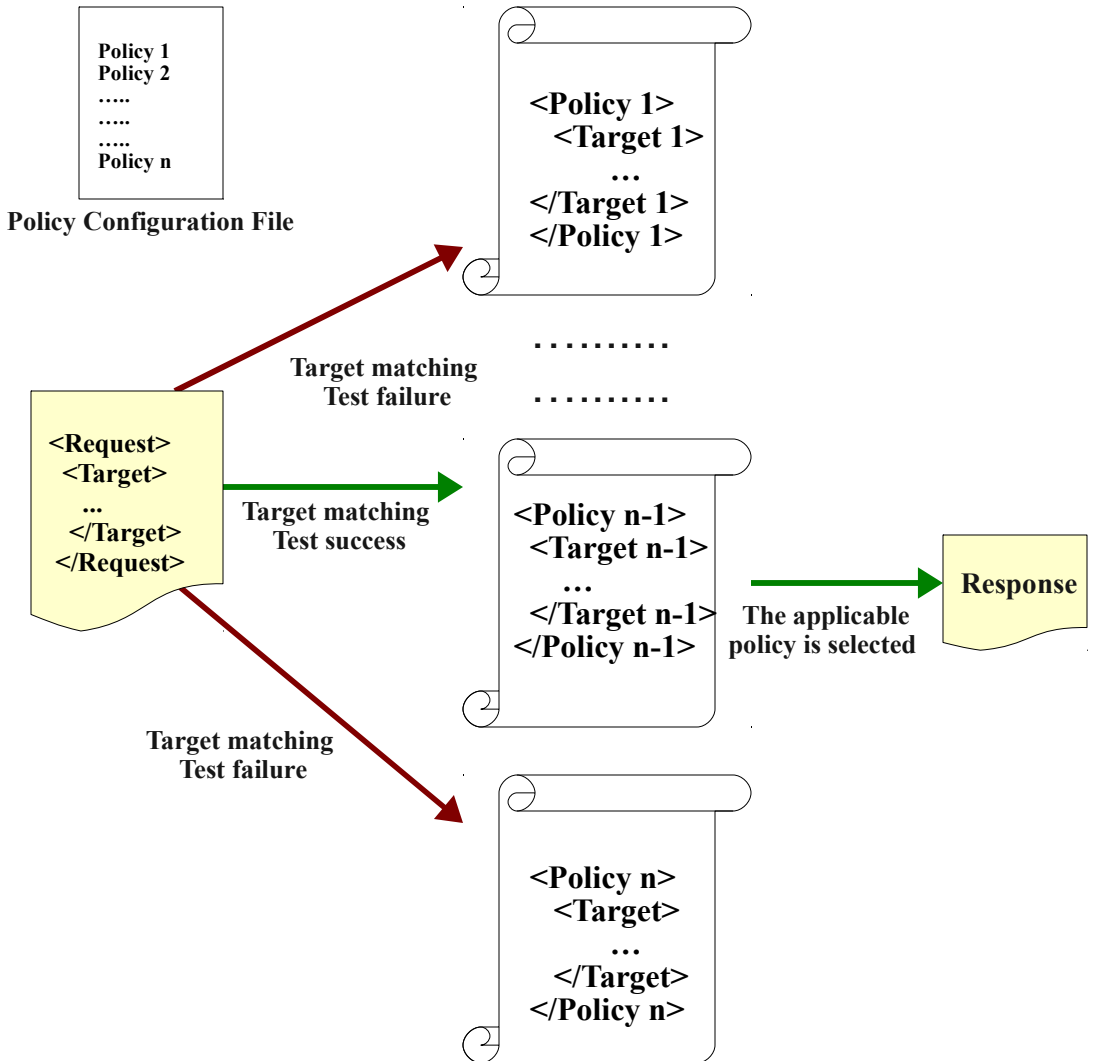 Policy 1
Policy 2
…..
…..
…..
Policy n
Policy Configuration File
<Policy 1>
<Target 1>
…
</Target 1>
</Policy 1>
..........
..........
Target matching
Test failure
<Request>
<Target>
...
</Target>
</Request>
Target matching
Test success
<Policy n-1>
<Target n-1>
…
</Target n-1>
</Policy n-1>
The applicable
policy is selected
Response
Target matching
Test failure
<Policy n>
<Target>
…
</Target>
</Policy n>